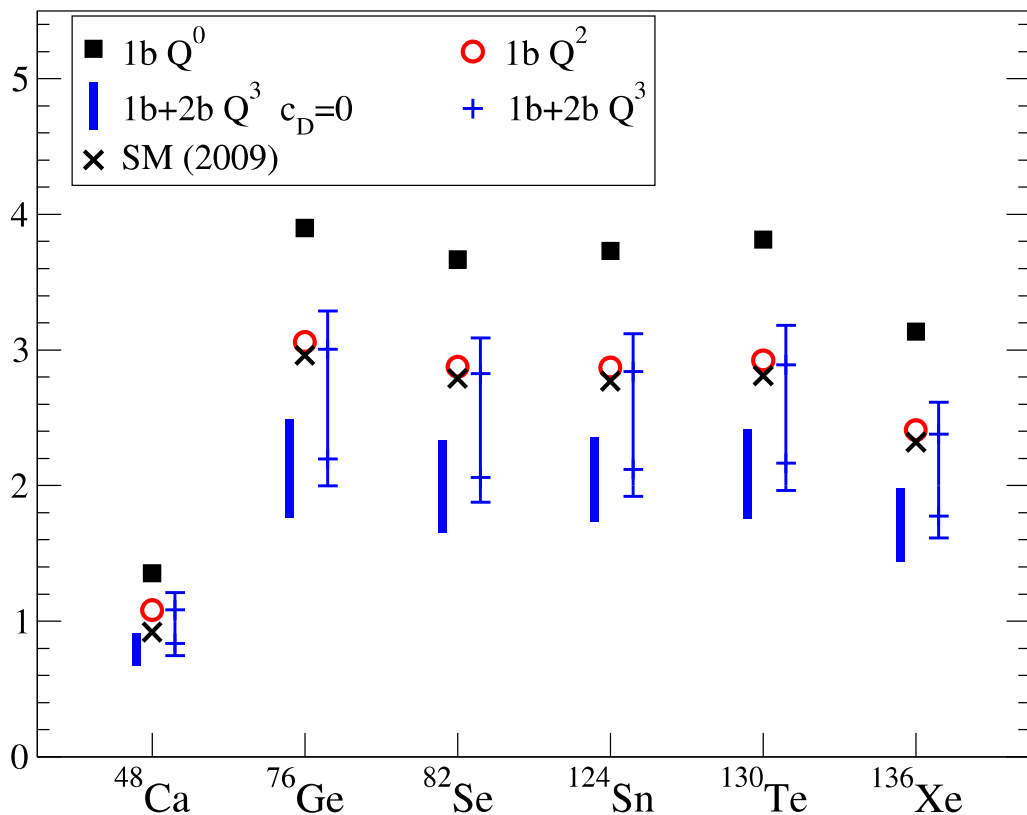 1b Q⁰ 1b Q²
1b+2b Q³ c_D=0 1b+2b Q³
SM (2009)
5
4
3
2
1
0
⁴⁸Ca ⁷⁶Ge ⁸²Se ¹²⁴Sn ¹³⁰Te ¹³⁶Xe